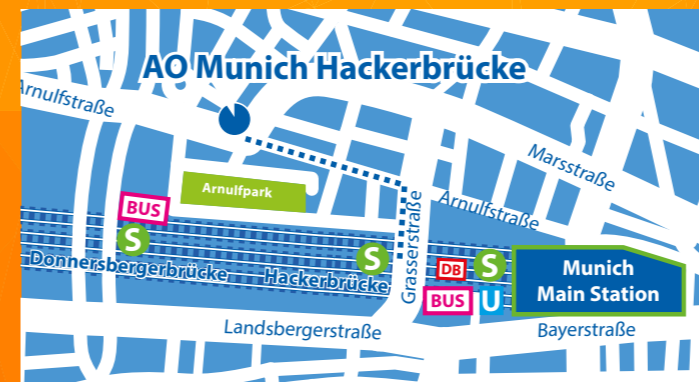 AO Munich Hackerbrücke
Arnulfstraße
Marsstraße
Arnulfpark
Arnulfstraße
BUS
S
Grasserstraße
Donnersbergerbrücke
Hackerbrücke
S
DB
S
BUS
U
Munich
Main Station
Landsbergerstraße
Bayerstraße